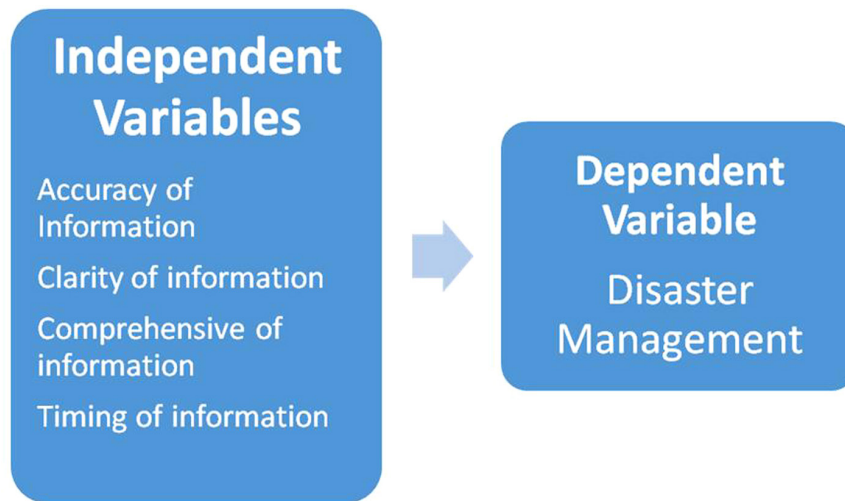 Independent
Variables
Accuracy of
Information
Clarity of information
Comprehensive of
information
Timing of information
Dependent
Variable
Disaster
Management